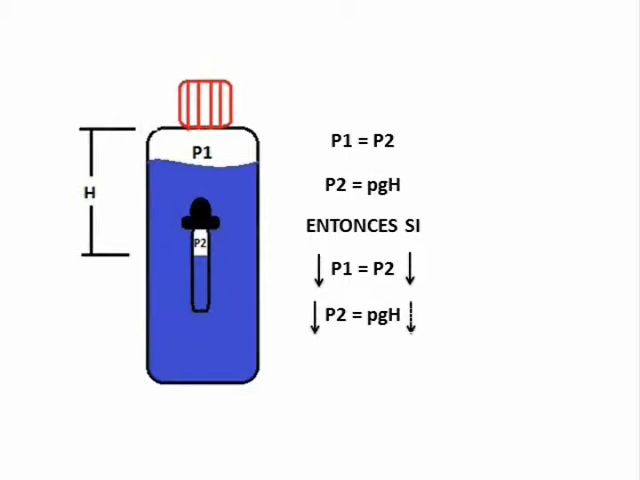 P1
H
P2
P1 = P2
P2 = pgH
ENTONCES SI
↓ P1 = P2 ↓
↓ P2 = pgH ↓